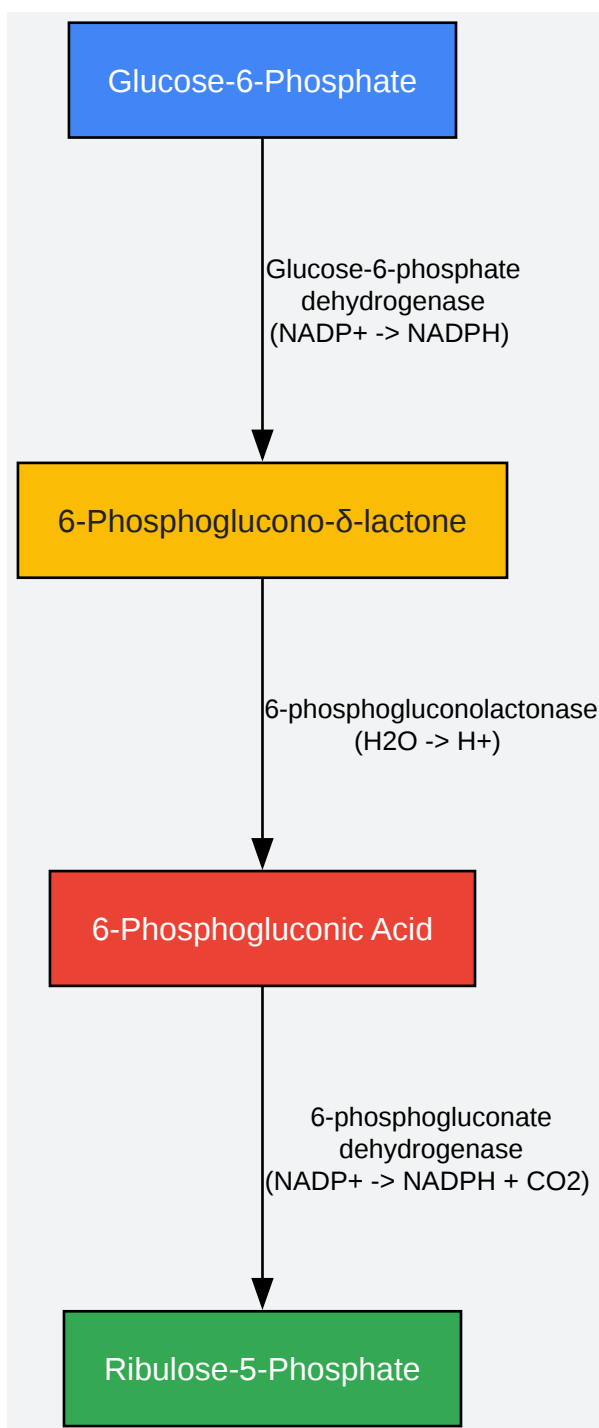 Glucose-6-Phosphate
Glucose-6-phosphate
dehydrogenase
(NADP+ -> NADPH)
6-Phosphoglucono-δ-lactone
6-phosphogluconolactonase
(H2O -> H+)
6-Phosphogluconic Acid
6-phosphogluconate
dehydrogenase
(NADP+ -> NADPH + CO2)
Ribulose-5-Phosphate